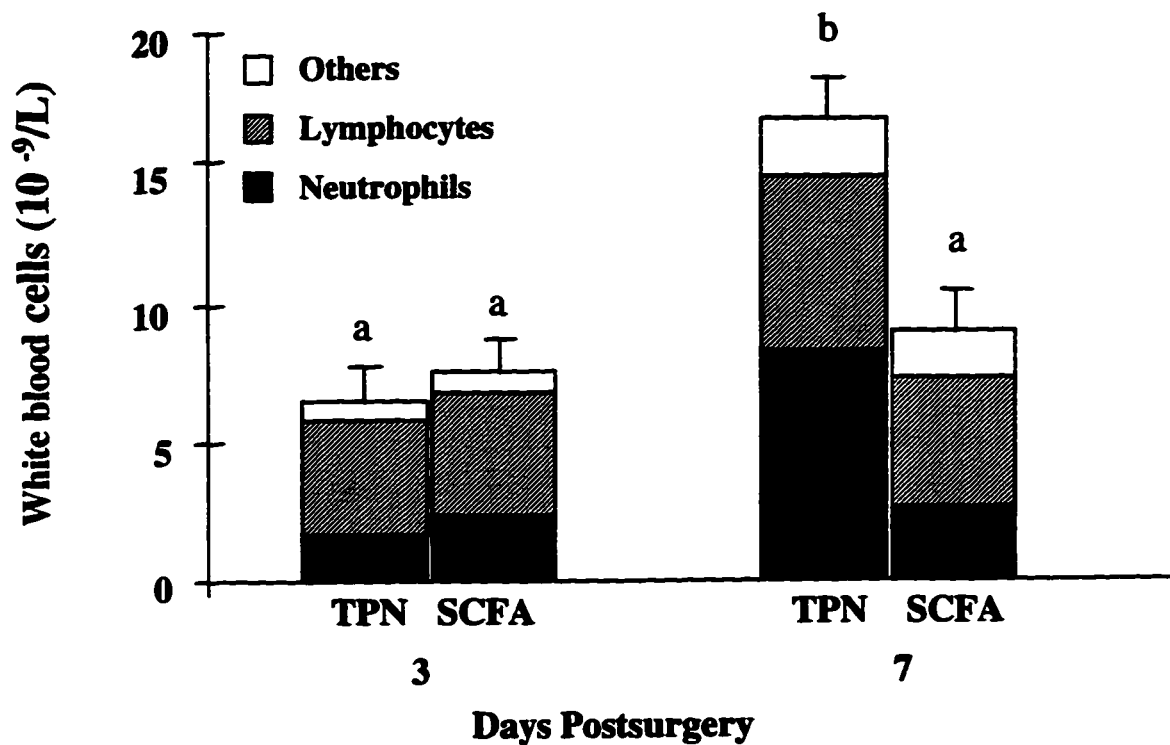 White blood cells (10 -9/L)
20
15
10
5
0
Others
Lymphocytes
Neutrophils
a
a
b
a
TPN SCFA TPN SCFA
3 7
Days Postsurgery